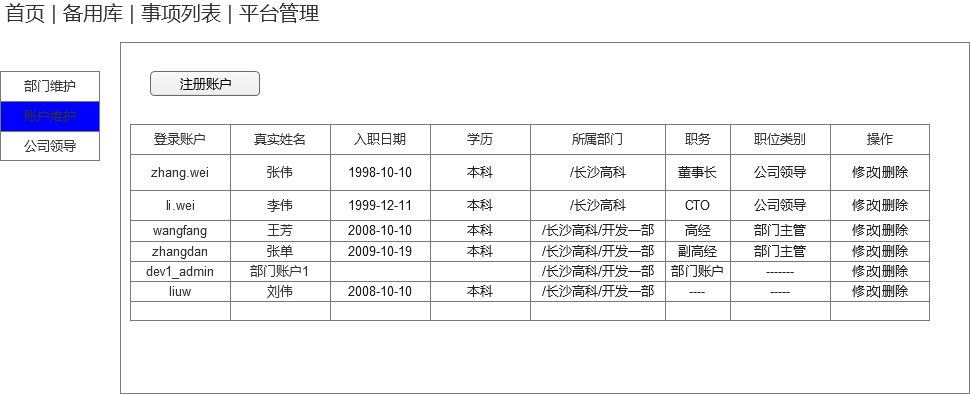 首页 | 备用库 | 事项列表 | 平台管理
部门维护
账户维护
公司领导
注册账户
登录账户 真实姓名 入职日期 学历 所属部门 职务 职位类别 操作
zhang.wei 张伟 1998-10-10 本科 /长沙高科 董事长 公司领导 修改|删除
li.wei 李伟 1999-12-11 本科 /长沙高科 CTO 公司领导 修改|删除
wangfang 王芳 2008-10-10 本科 /长沙高科/开发一部 高经 部门主管 修改|删除
zhangdan 张单 2009-10-19 本科 /长沙高科/开发一部 副高经 部门主管 修改|删除
dev1_admin 部门账户1 /长沙高科/开发一部 部门账户 ------- 修改|删除
liuw 刘伟 2008-10-10 本科 /长沙高科/开发一部 ---- ----- 修改|删除